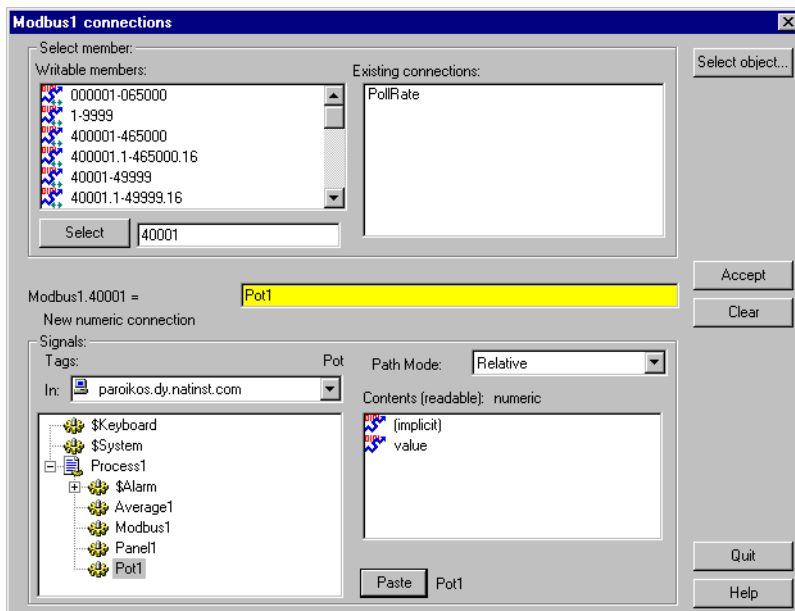 Modbus1 connections
Select member:
Writable members:
000001-065000
1-9999
400001-465000
400001.1-465000.16
40001-49999
40001.1-49999.16
Select
40001
Existing connections:
PollRate
Select object...
Modbus1.40001 =
Pot1
New numeric connection
Accept
Clear
Signals:
Tags:
Pot
In:
paroikos.dy.natinst.com
$Keyboard
$System
Process1
$Alarm
Average1
Modbus1
Panel1
Pot1
Path Mode:
Relative
Contents (readable): numeric
(implicit)
value
Paste
Pot1
Quit
Help